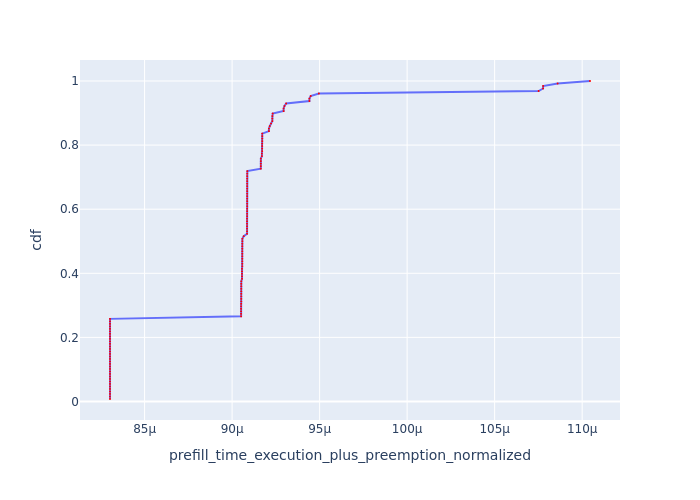 1
0.8
0.6
0.4
0.2
0
cdf
85μ
90μ
95μ
100μ
105μ
110μ
prefill_time_execution_plus_preemption_normalized